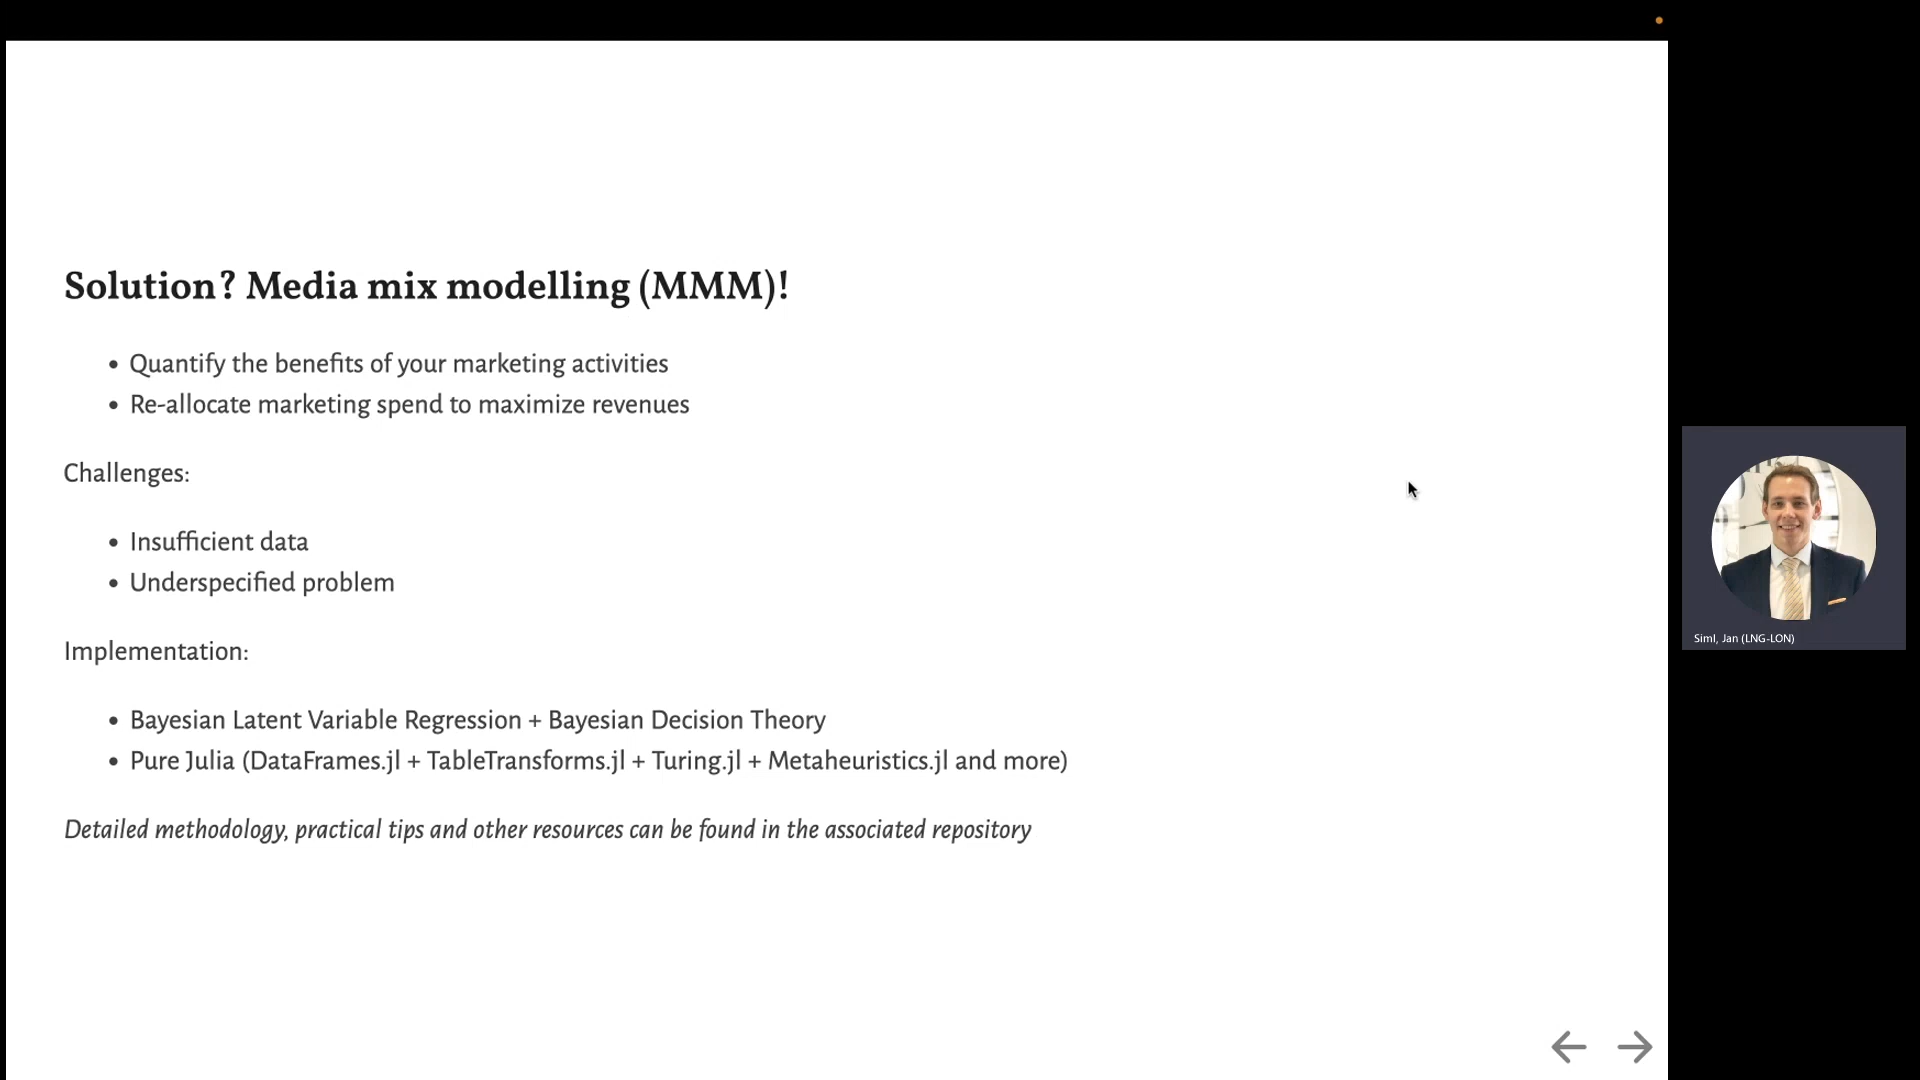 Solution? Media mix modelling (MMM)!
• Quantify the benefits of your marketing activities
• Re-allocate marketing spend to maximize revenues
Challenges:
• Insufficient data
• Underspecified problem
Implementation:
• Bayesian Latent Variable Regression + Bayesian Decision Theory
• Pure Julia (DataFrames.jl + TableTransforms.jl + Turing.jl + Metaheuristics.jl and more)
Detailed methodology, practical tips and other resources can be found in the associated repository
Siml, Jan (LNG-LON)